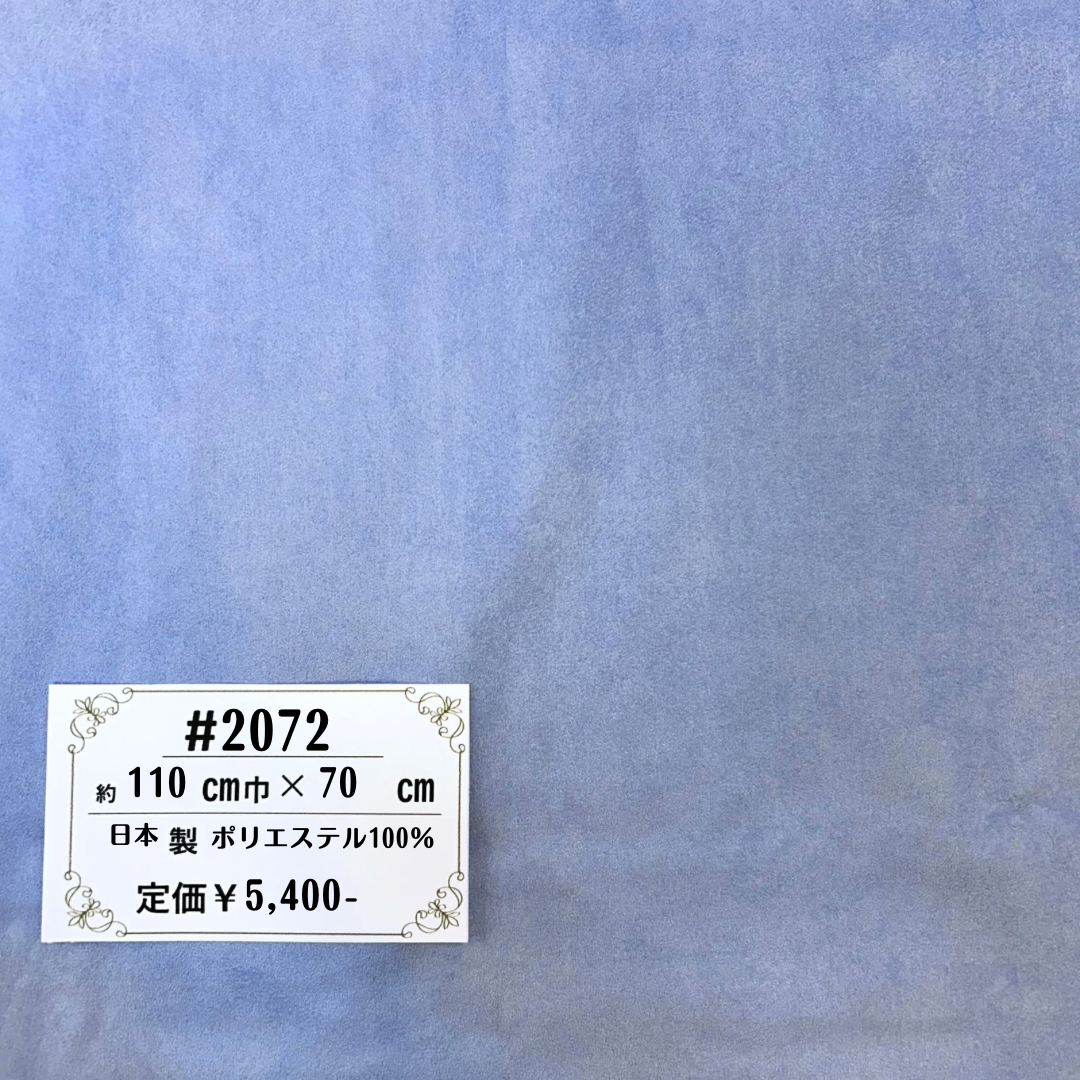 #2072
約 110 cm巾 × 70 cm
日本 製 ポリエステル100%
定価¥5,400-